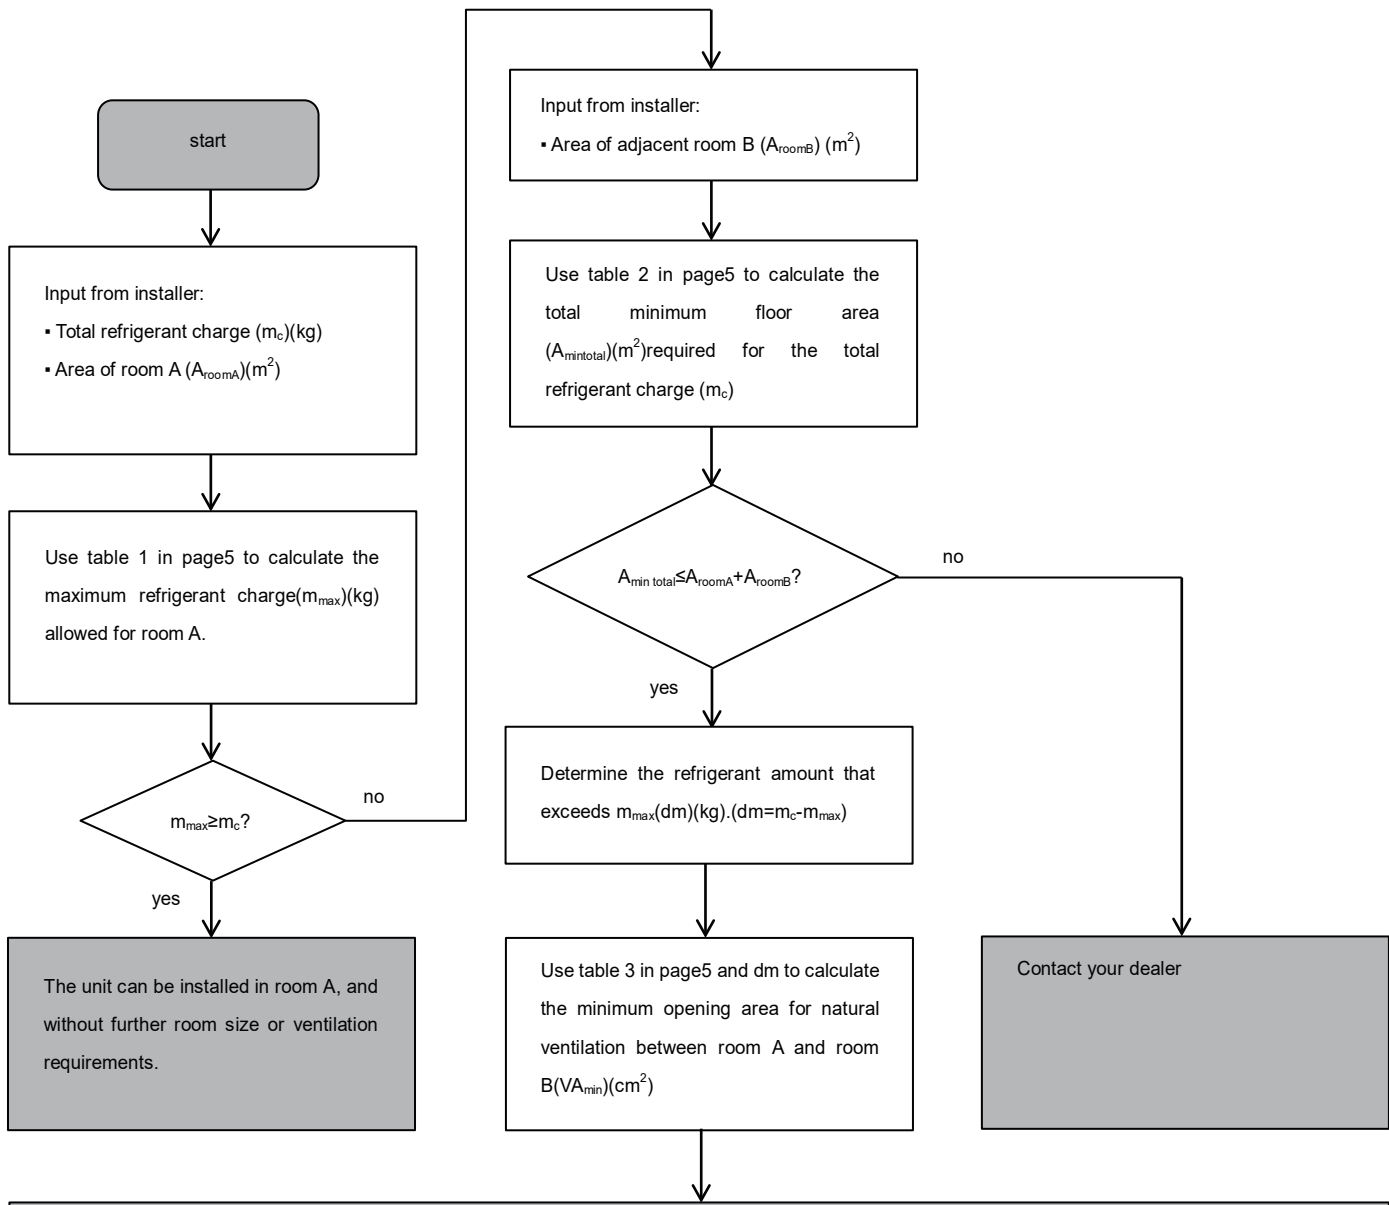 start
Input from installer:
▪ Total refrigerant charge (mc)(kg)
▪ Area of room A (AroomA)(m²)
Use table 1 in page5 to calculate the
maximum refrigerant charge(mmax)(kg)
allowed for room A.
mmax≥mc?
no
yes
The unit can be installed in room A, and
without further room size or ventilation
requirements.
Input from installer:
▪ Area of adjacent room B (AroomB) (m²)
Use table 2 in page5 to calculate the
total minimum floor area
(Amintotal)(m²)required for the total
refrigerant charge (mc)
Amin total≤AroomA+AroomB?
no
yes
Determine the refrigerant amount that
exceeds mmax(dm)(kg).(dm=mc-mmax)
Use table 3 in page5 and dm to calculate
the minimum opening area for natural
ventilation between room A and room
B(VAmin)(cm²)
Contact your dealer